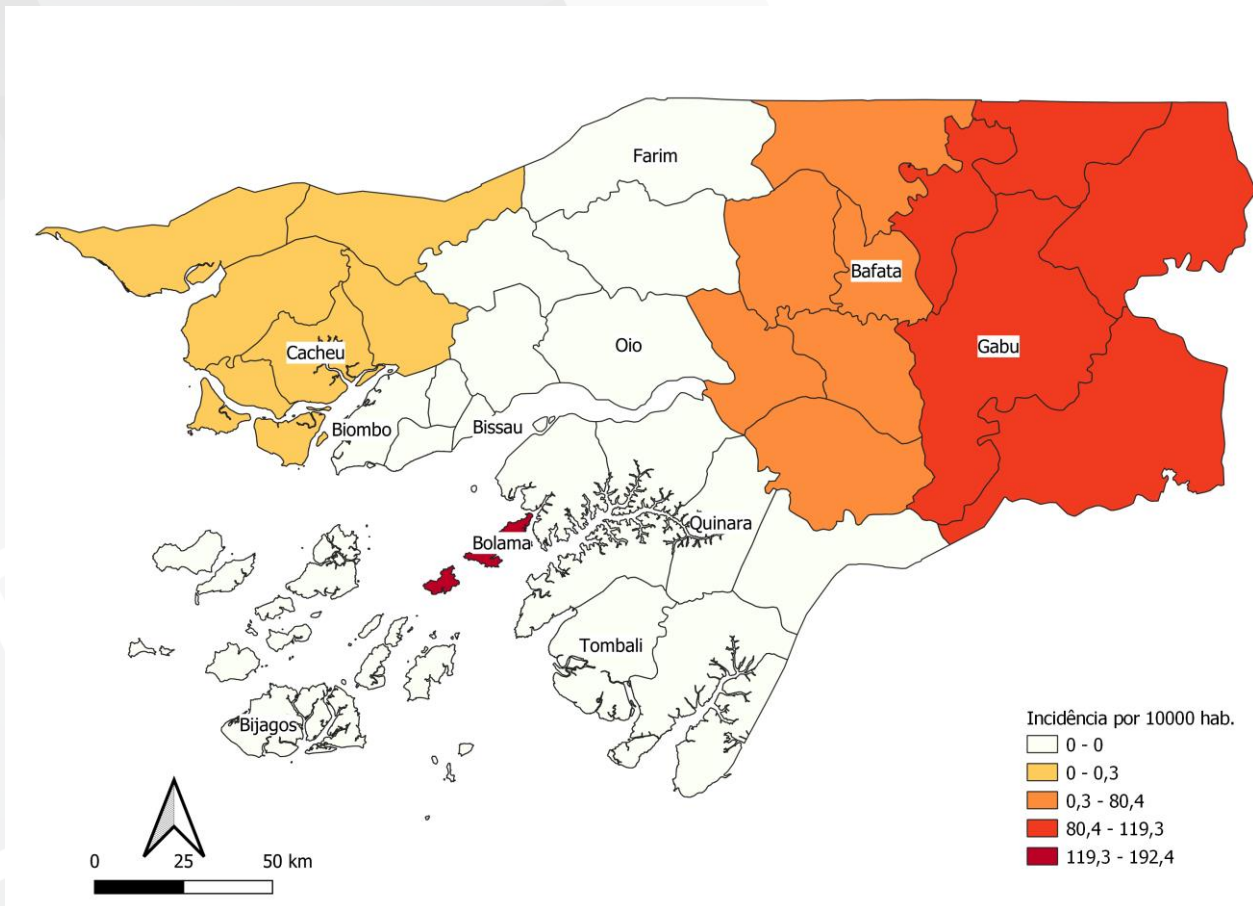 Farim
Bafata
Oio
Gabu
Cacheu
Biombo
Bissau
Quinara
Bolama
Tombali
Bijagos
Incidência por 10000 hab.
0 - 0
0 - 0,3
0,3 - 80,4
80,4 - 119,3
119,3 - 192,4
0 25 50 km